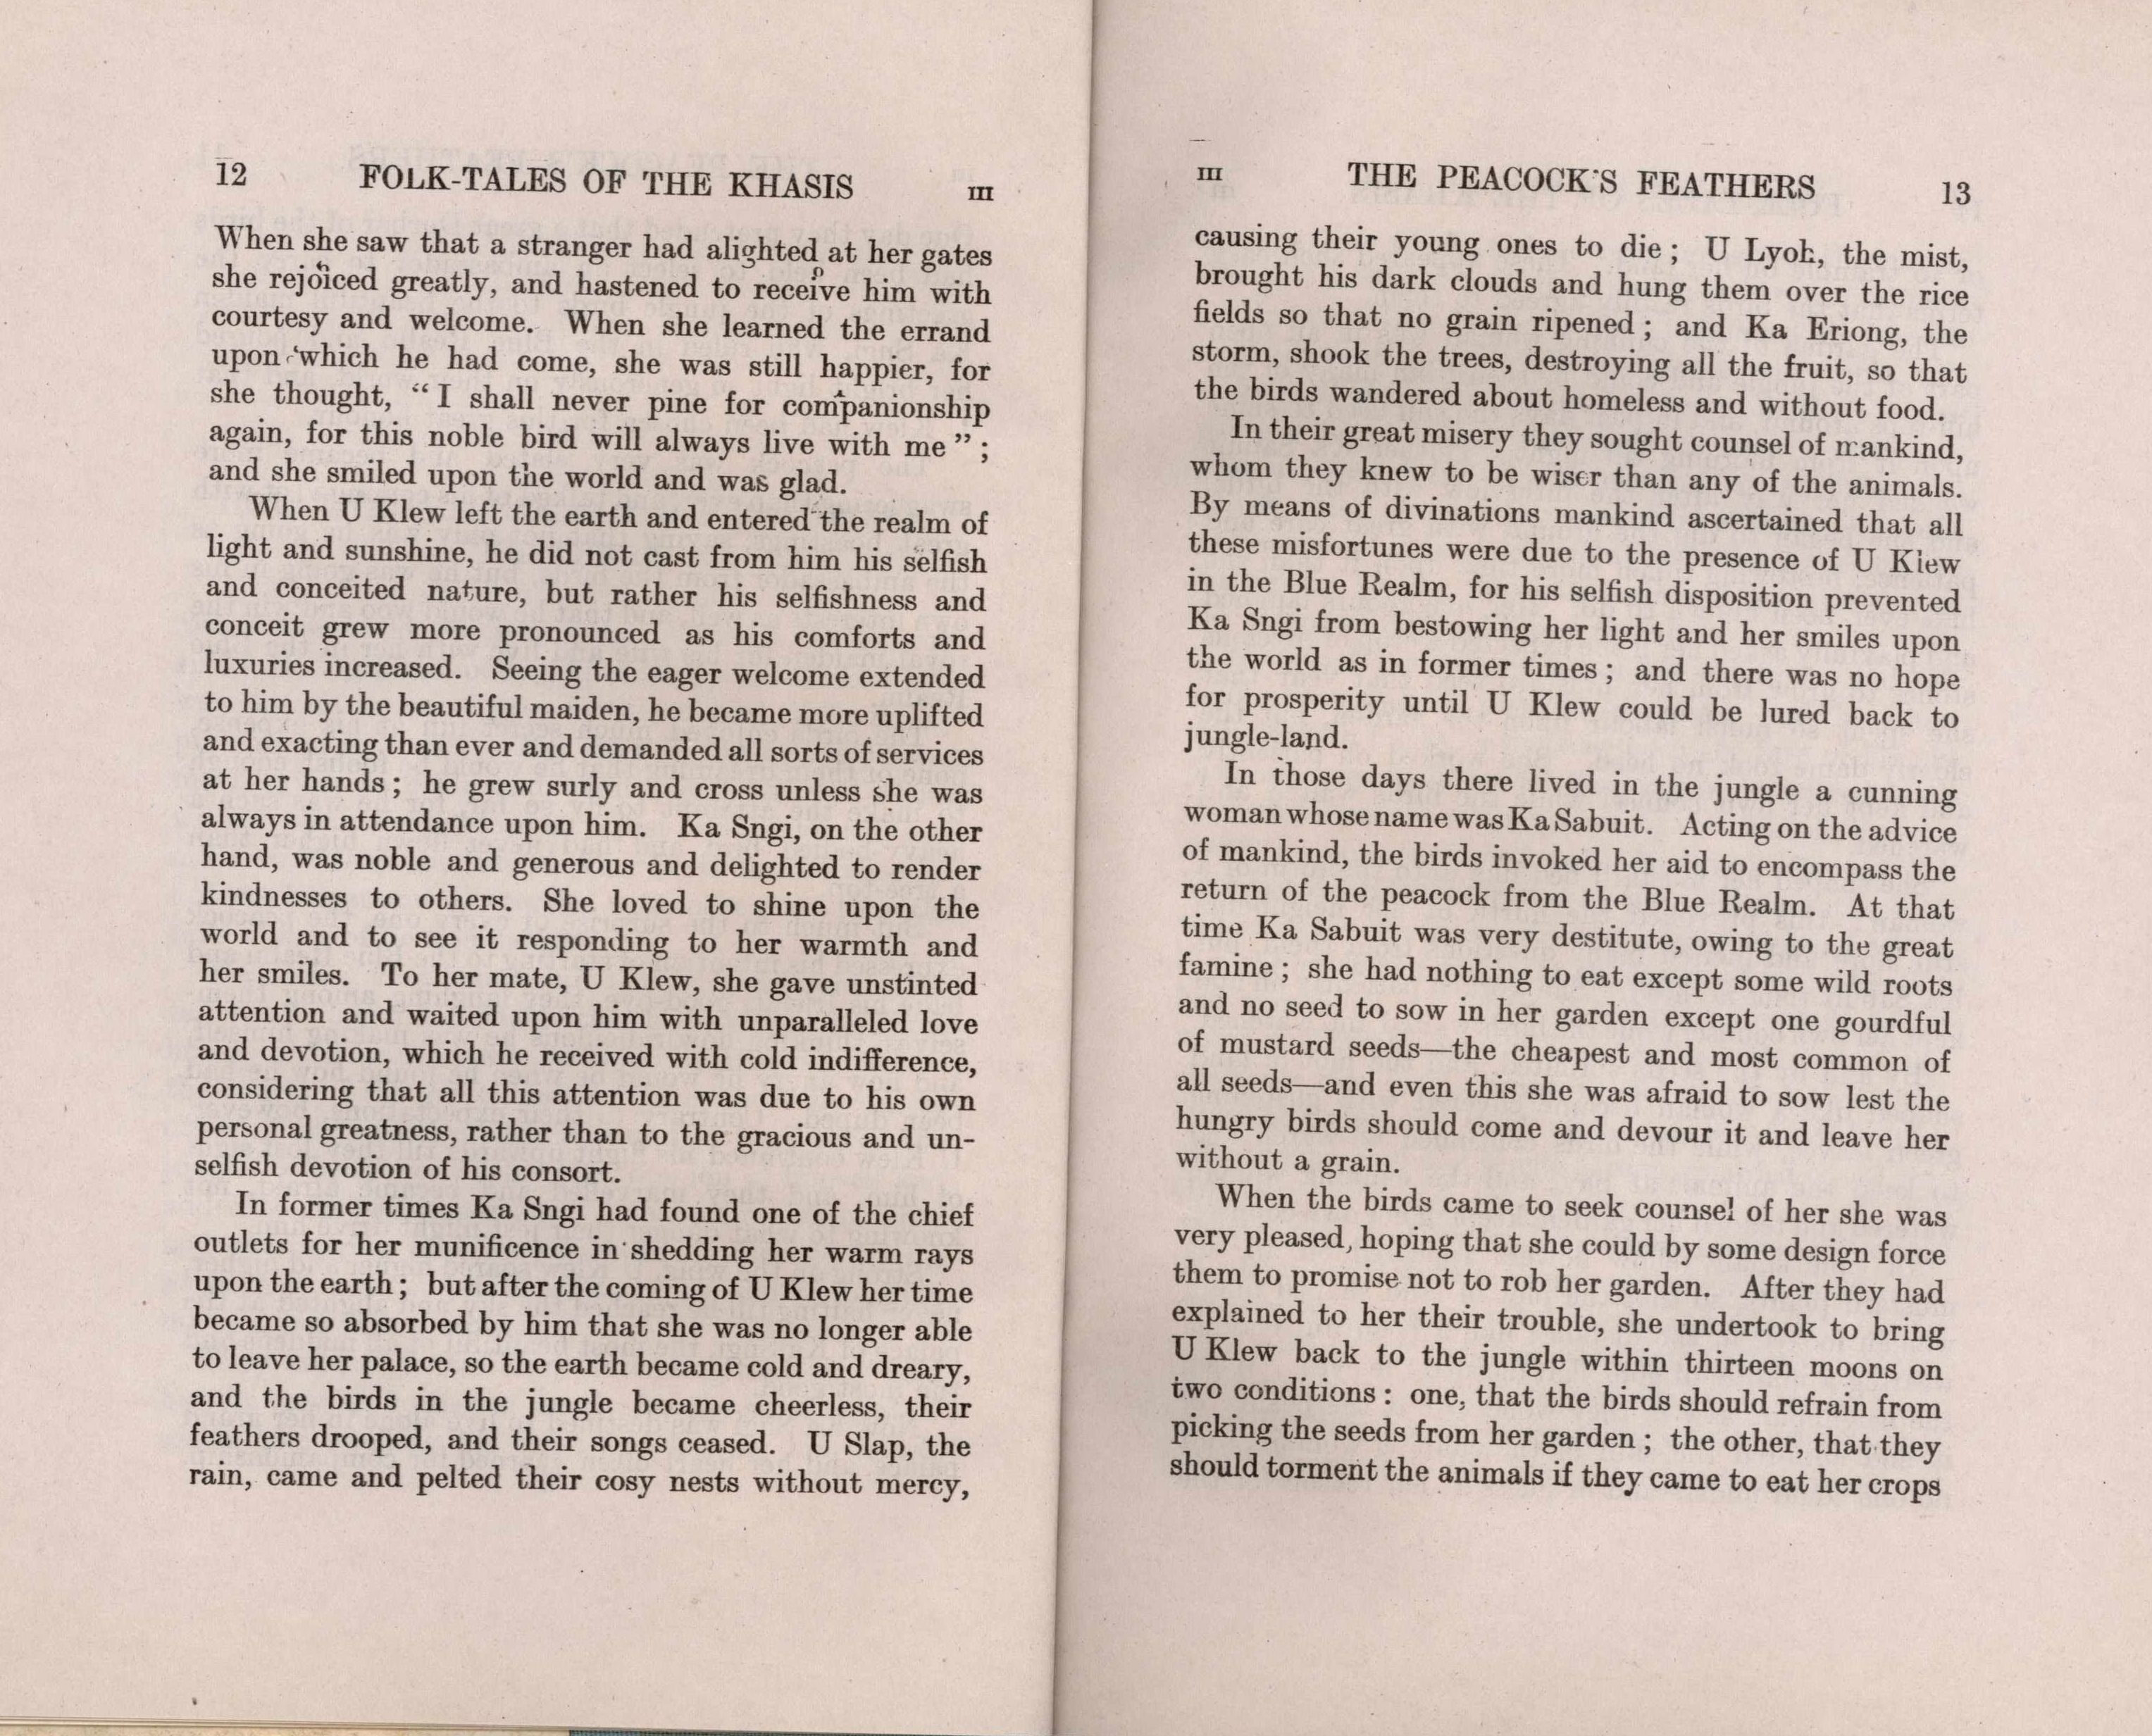 12 FOLK-TALES OF THE KHASIS III
When she saw that a stranger had alighted at her gates
she rejoiced greatly, and hastened to receive him with
courtesy and welcome. When she learned the errand
upon which he had come, she was still happier, for
she thought, “I shall never pine for companionship
again, for this noble bird will always live with me”;
and she smiled upon the world and was glad.
When U Klew left the earth and entered the realm of
light and sunshine, he did not cast from him his selfish
and conceited nature, but rather his selfishness and
conceit grew more pronounced as his comforts and
luxuries increased. Seeing the eager welcome extended
to him by the beautiful maiden, he became more uplifted
and exacting than ever and demanded all sorts of services
at her hands; he grew surly and cross unless she was
always in attendance upon him. Ka Sngi, on the other
hand, was noble and generous and delighted to render
kindnesses to others. She loved to shine upon the
world and to see it responding to her warmth and
her smiles. To her mate, U Klew, she gave unstinted
attention and waited upon him with unparalleled love
and devotion, which he received with cold indifference,
considering that all this attention was due to his own
personal greatness, rather than to the gracious and un-
selfish devotion of his consort.
In former times Ka Sngi had found one of the chief
outlets for her munificence in shedding her warm rays
upon the earth; but after the coming of U Klew her time
became so absorbed by him that she was no longer able
to leave her palace, so the earth became cold and dreary,
and the birds in the jungle became cheerless, their
feathers drooped, and their songs ceased. U Slap, the
rain, came and pelted their cosy nests without mercy,
III THE PEACOCK'S FEATHERS 13
causing their young ones to die; U Lyoh, the mist,
brought his dark clouds and hung them over the rice
fields so that no grain ripened; and Ka Eriong, the
storm, shook the trees, destroying all the fruit, so that
the birds wandered about homeless and without food.
In their great misery they sought counsel of mankind,
whom they knew to be wiser than any of the animals.
By means of divinations mankind ascertained that all
these misfortunes were due to the presence of U Klew
in the Blue Realm, for his selfish disposition prevented
Ka Sngi from bestowing her light and her smiles upon
the world as in former times; and there was no hope
for prosperity until U Klew could be lured back to
jungle-land.
In those days there lived in the jungle a cunning
woman whose name was Ka Sabuit. Acting on the advice
of mankind, the birds invoked her aid to encompass the
return of the peacock from the Blue Realm. At that
time Ka Sabuit was very destitute, owing to the great
famine; she had nothing to eat except some wild roots
and no seed to sow in her garden except one gourdful
of mustard seeds—the cheapest and most common of
all seeds—and even this she was afraid to sow lest the
hungry birds should come and devour it and leave her
without a grain.
When the birds came to seek counsel of her she was
very pleased, hoping that she could by some design force
them to promise not to rob her garden. After they had
explained to her their trouble, she undertook to bring
U Klew back to the jungle within thirteen moons on
two conditions: one, that the birds should refrain from
picking the seeds from her garden; the other, that they
should torment the animals if they came to eat her crops